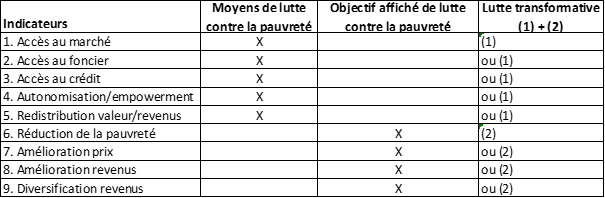 Indicateurs Moyens de lutte contre la pauvreté Objectif affiché de lutte contre la pauvreté Lutte transformative (1) + (2)
1. Accès au marché X (1)
2. Accès au foncier X ou (1)
3. Accès au crédit X ou (1)
4. Autonomisation/empowerment X ou (1)
5. Redistribution valeur/revenus X ou (1)
6. Réduction de la pauvreté X (2)
7. Amélioration prix X ou (2)
8. Amélioration revenus X ou (2)
9. Diversification revenus X ou (2)